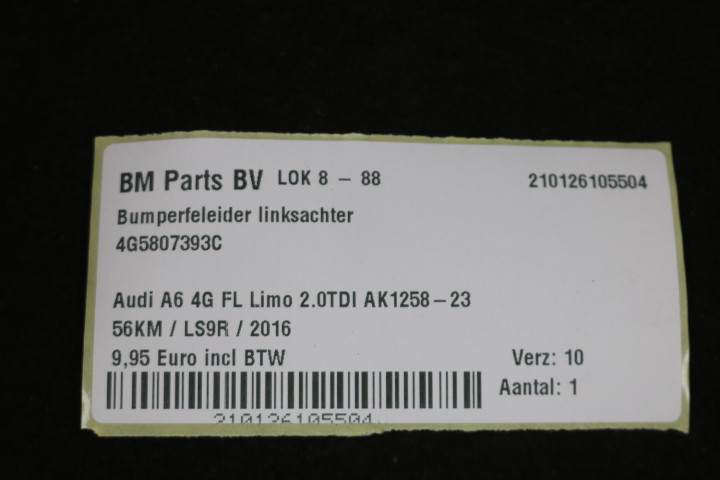 BM Parts BV LOK 8 – 88 210126105504
Bumperfeleider linksachter
4G5807393C
Audi A6 4G FL Limo 2.0TDI AK1258–23
56KM / LS9R / 2016
9,95 Euro incl BTW Verz: 10
Aantal: 1
210126105504